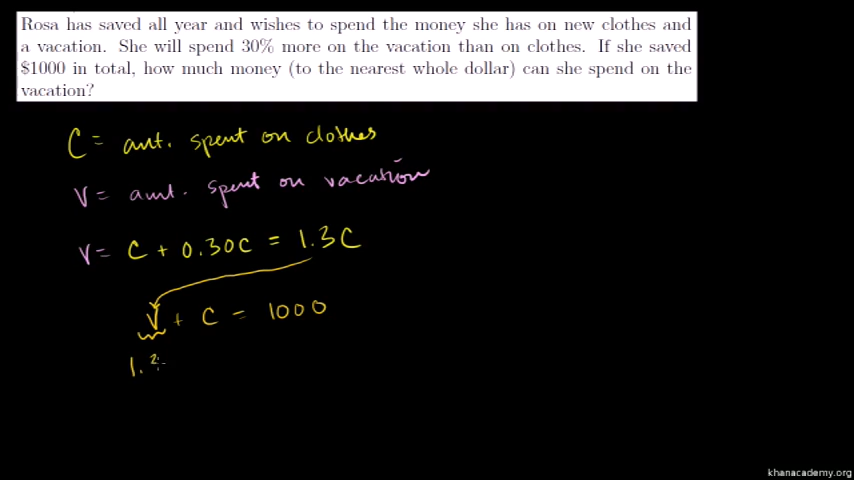 Rosa has saved all year and wishes to spend the money she has on new clothes and
a vacation. She will spend 30% more on the vacation than on clothes. If she saved
$1000 in total, how much money (to the nearest whole dollar) can she spend on the
vacation?
C = amt. spent on clothes
V = amt. spent on vacation
V = C + 0.30C = 1.3C
V + C = 1000
1.3
khanacademy.org